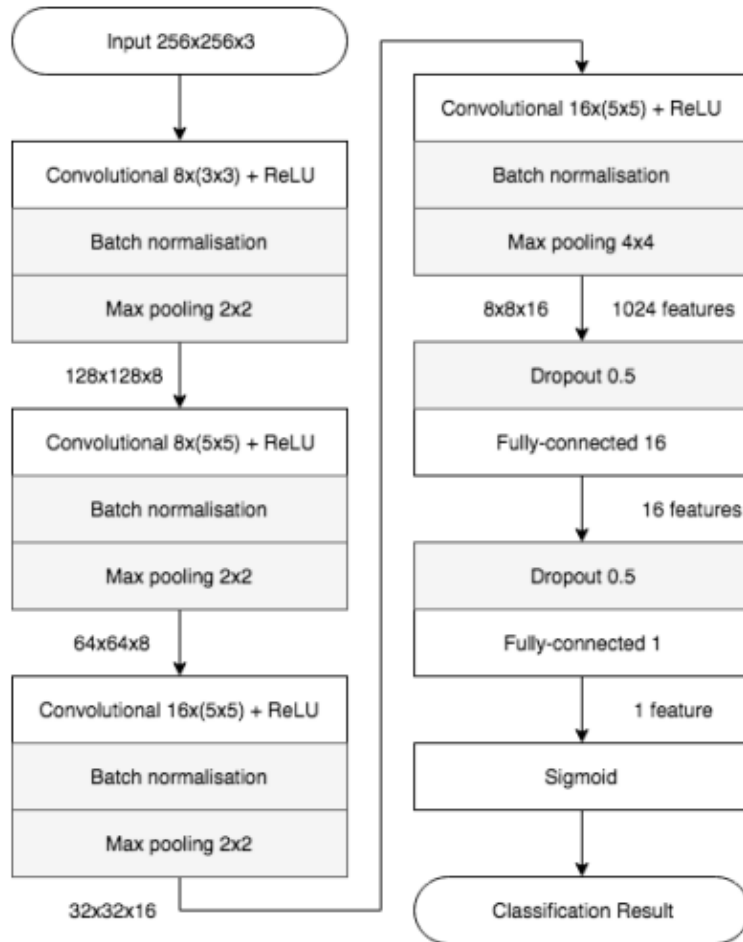 Input 256x256x3
Convolutional 8x(3x3) + ReLU
Batch normalisation
Max pooling 2x2
128x128x8
Convolutional 8x(5x5) + ReLU
Batch normalisation
Max pooling 2x2
64x64x8
Convolutional 16x(5x5) + ReLU
Batch normalisation
Max pooling 2x2
32x32x16
Convolutional 16x(5x5) + ReLU
Batch normalisation
Max pooling 4x4
8x8x16 1024 features
Dropout 0.5
Fully-connected 16
16 features
Dropout 0.5
Fully-connected 1
1 feature
Sigmoid
Classification Result